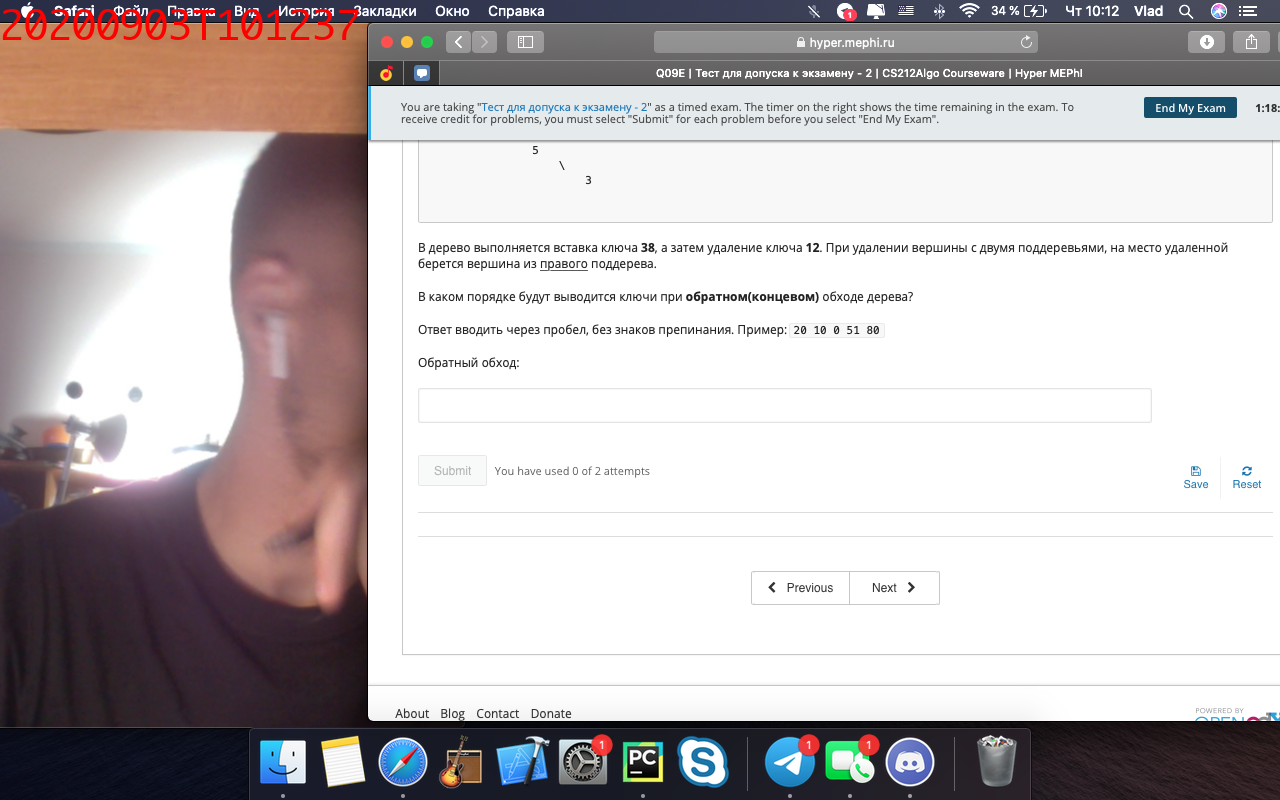 Safari Файл Правка Вид История Закладки Окно Справка 1 34 % Чт 10:12 Vlad
20200903T101237
hyper.mephi.ru
Q09E | Тест для допуска к экзамену - 2 | CS212Algo Courseware | Hyper MEPhI
You are taking "Тест для допуска к экзамену - 2" as a timed exam. The timer on the right shows the time remaining in the exam. To
receive credit for problems, you must select "Submit" for each problem before you select "End My Exam".
End My Exam
1:18:
5
\
3
В дерево выполняется вставка ключа 38, а затем удаление ключа 12. При удалении вершины с двумя поддеревьями, на место удаленной
берется вершина из правого поддерева.
В каком порядке будут выводится ключи при обратном(концевом) обходе дерева?
Ответ вводить через пробел, без знаков препинания. Пример: 20 10 0 51 80
Обратный обход:
Submit
You have used 0 of 2 attempts
Save
Reset
Previous
Next
About Blog Contact Donate
POWERED BY
1
PC
1
1